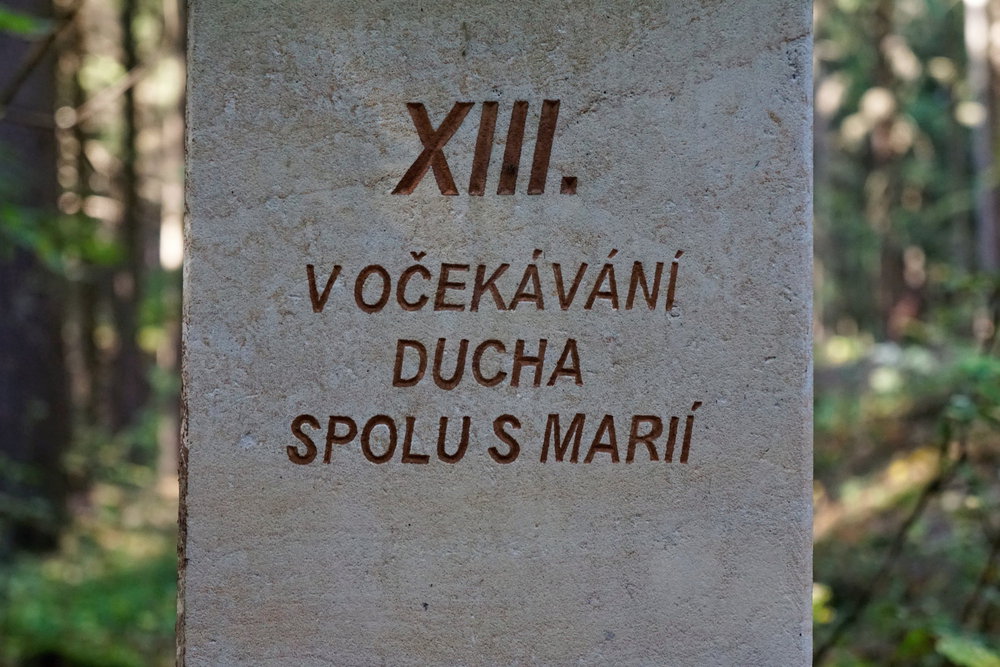 XIII.
V OČEKÁVÁNÍ
DUCHA
SPOLU S MARIÍ